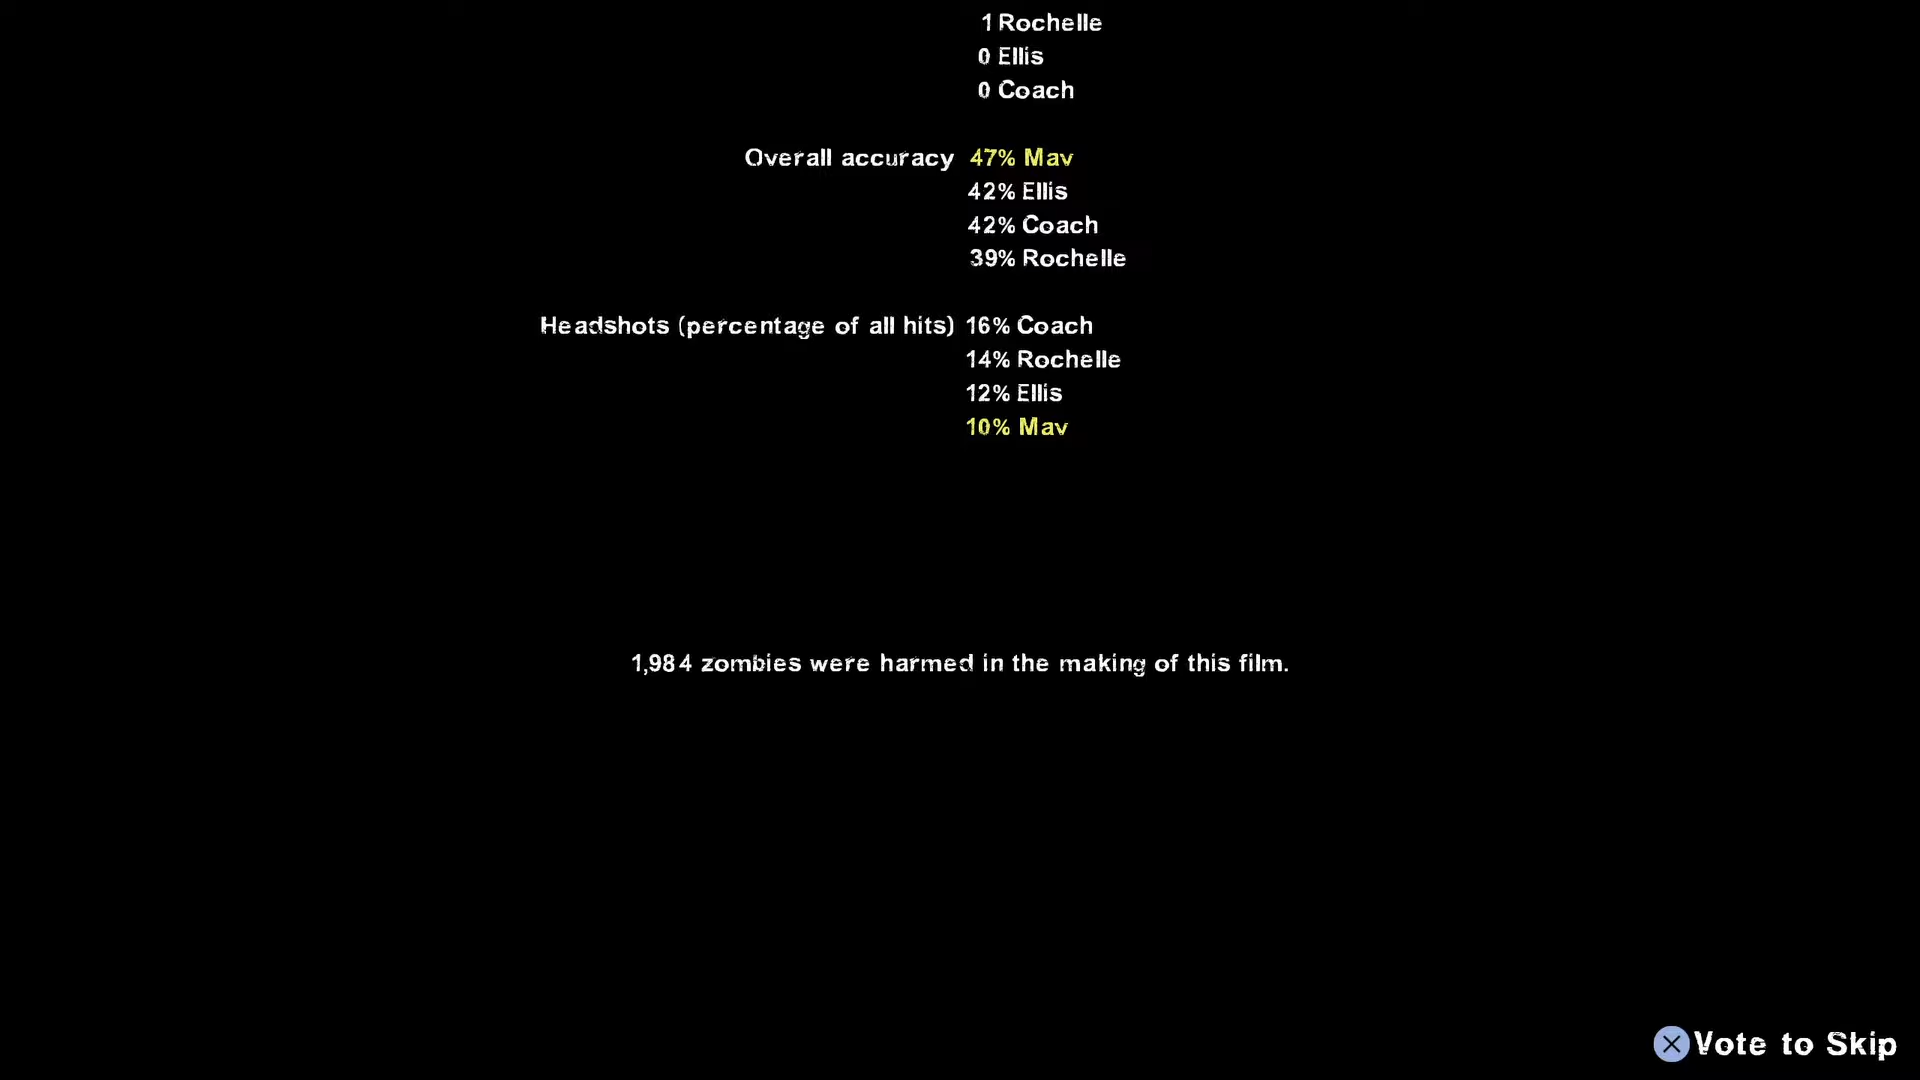 1 Rochelle
0 Ellis
0 Coach
Overall accuracy 47% Mav
42% Ellis
42% Coach
39% Rochelle
Headshots (percentage of all hits) 16% Coach
14% Rochelle
12% Ellis
10% Mav
1,984 zombies were harmed in the making of this film.
Vote to Skip